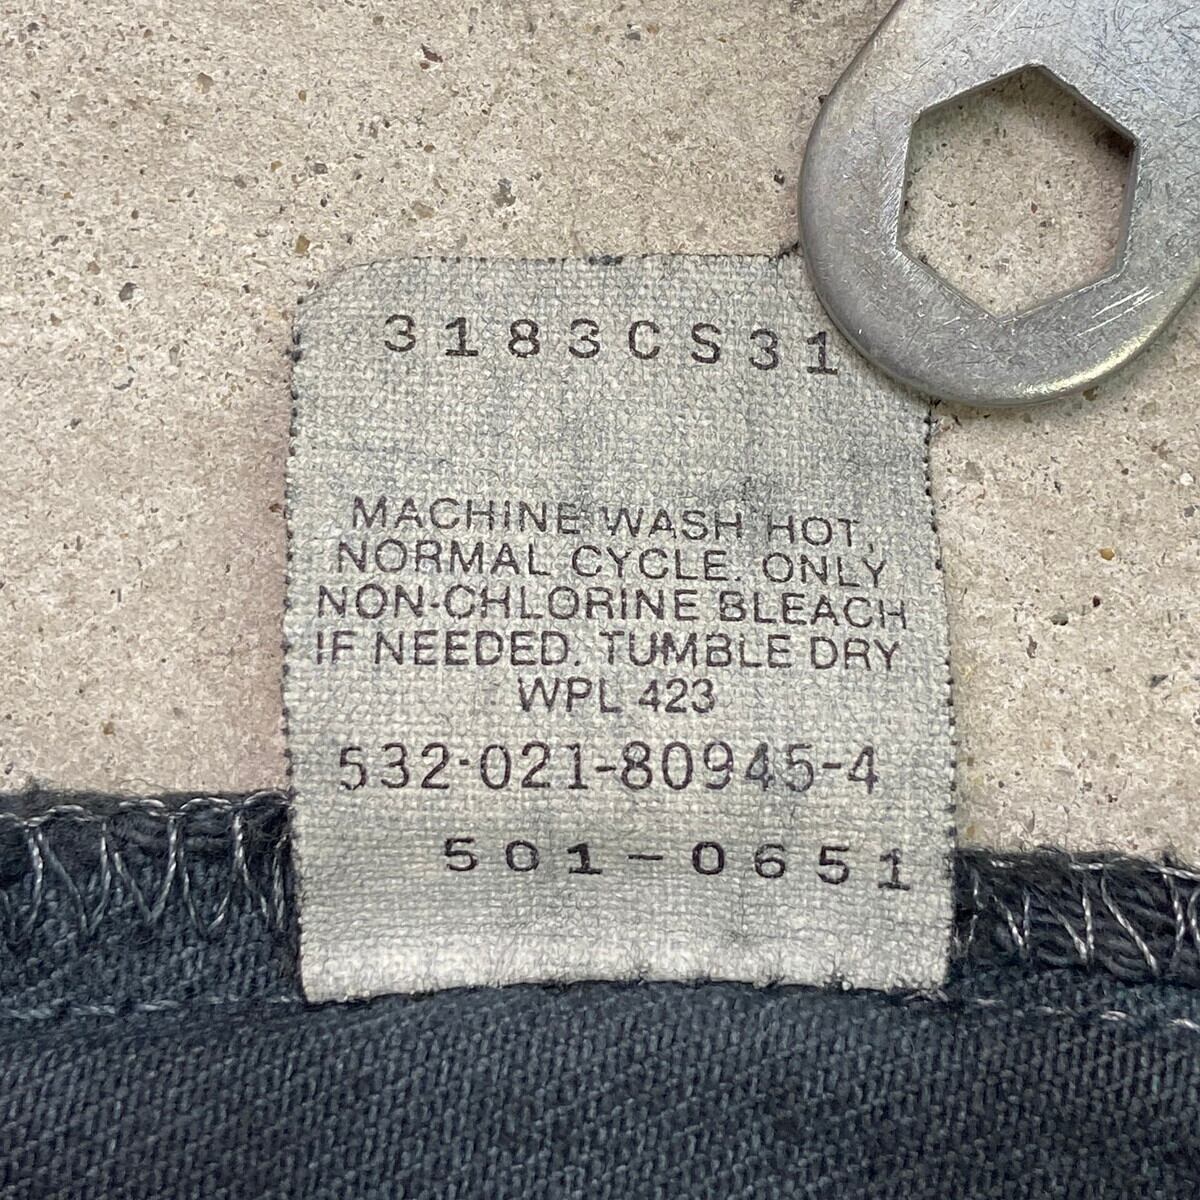 3183CS31
MACHINE WASH HOT,
NORMAL CYCLE. ONLY
NON-CHLORINE BLEACH
IF NEEDED. TUMBLE DRY
WPL 423
532-021-80945-4
501-0651